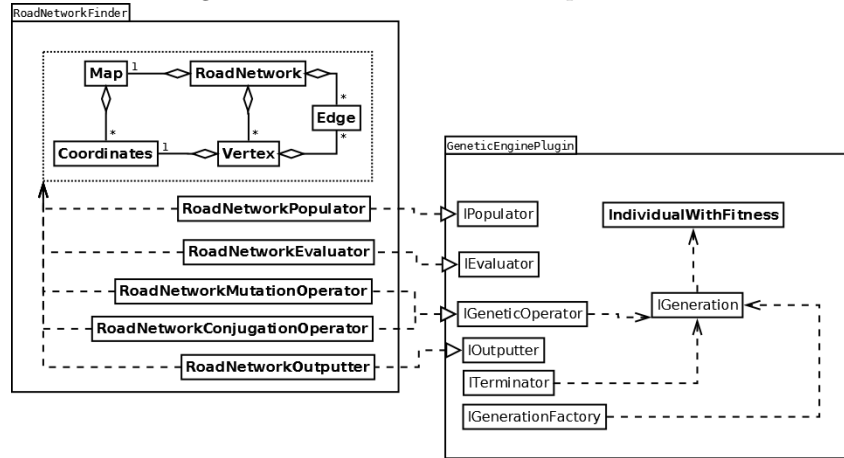 RoadNetworkFinder
Map
1
RoadNetwork
*
Edge
*
*
*
Coordinates
1
Vertex
RoadNetworkPopulator
RoadNetworkEvaluator
RoadNetworkMutationOperator
RoadNetworkConjugationOperator
RoadNetworkOutputter
GeneticEnginePlugin
IPopulator
IndividualWithFitness
IEvaluator
IGeneration
IGeneticOperator
IOutputter
ITerminator
IGenerationFactory